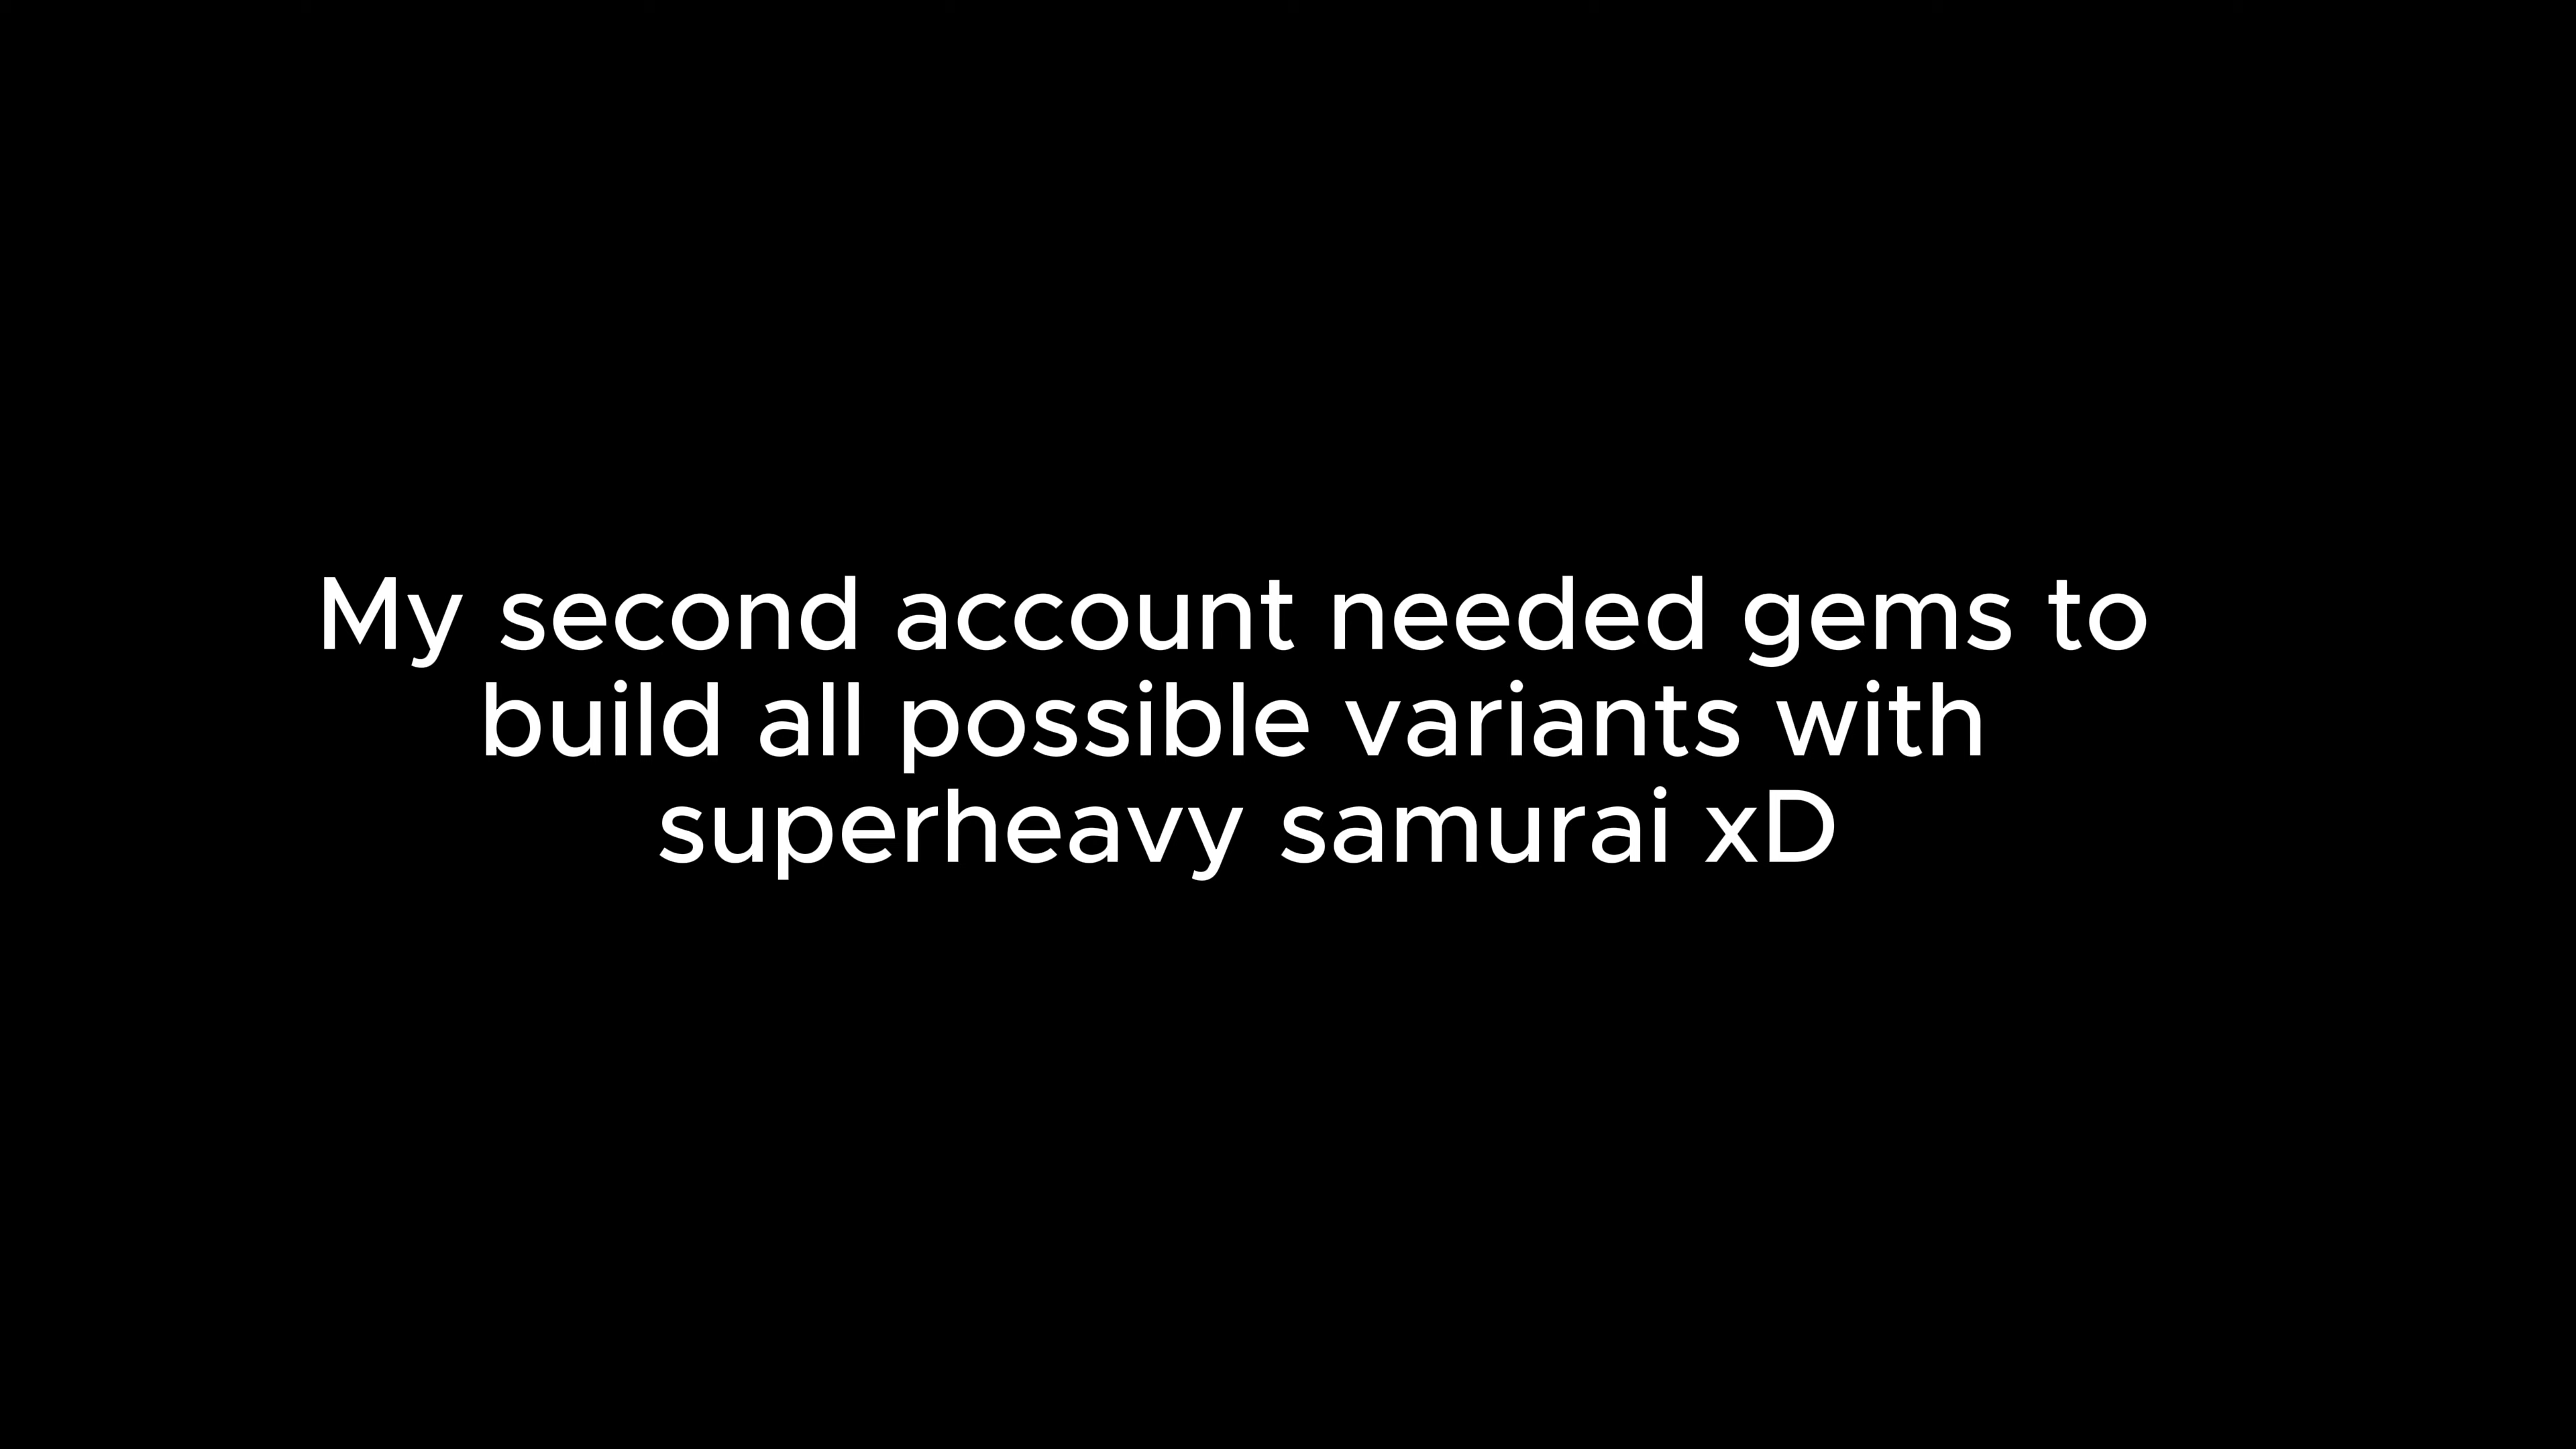 My second account needed gems to
build all possible variants with
superheavy samurai xD